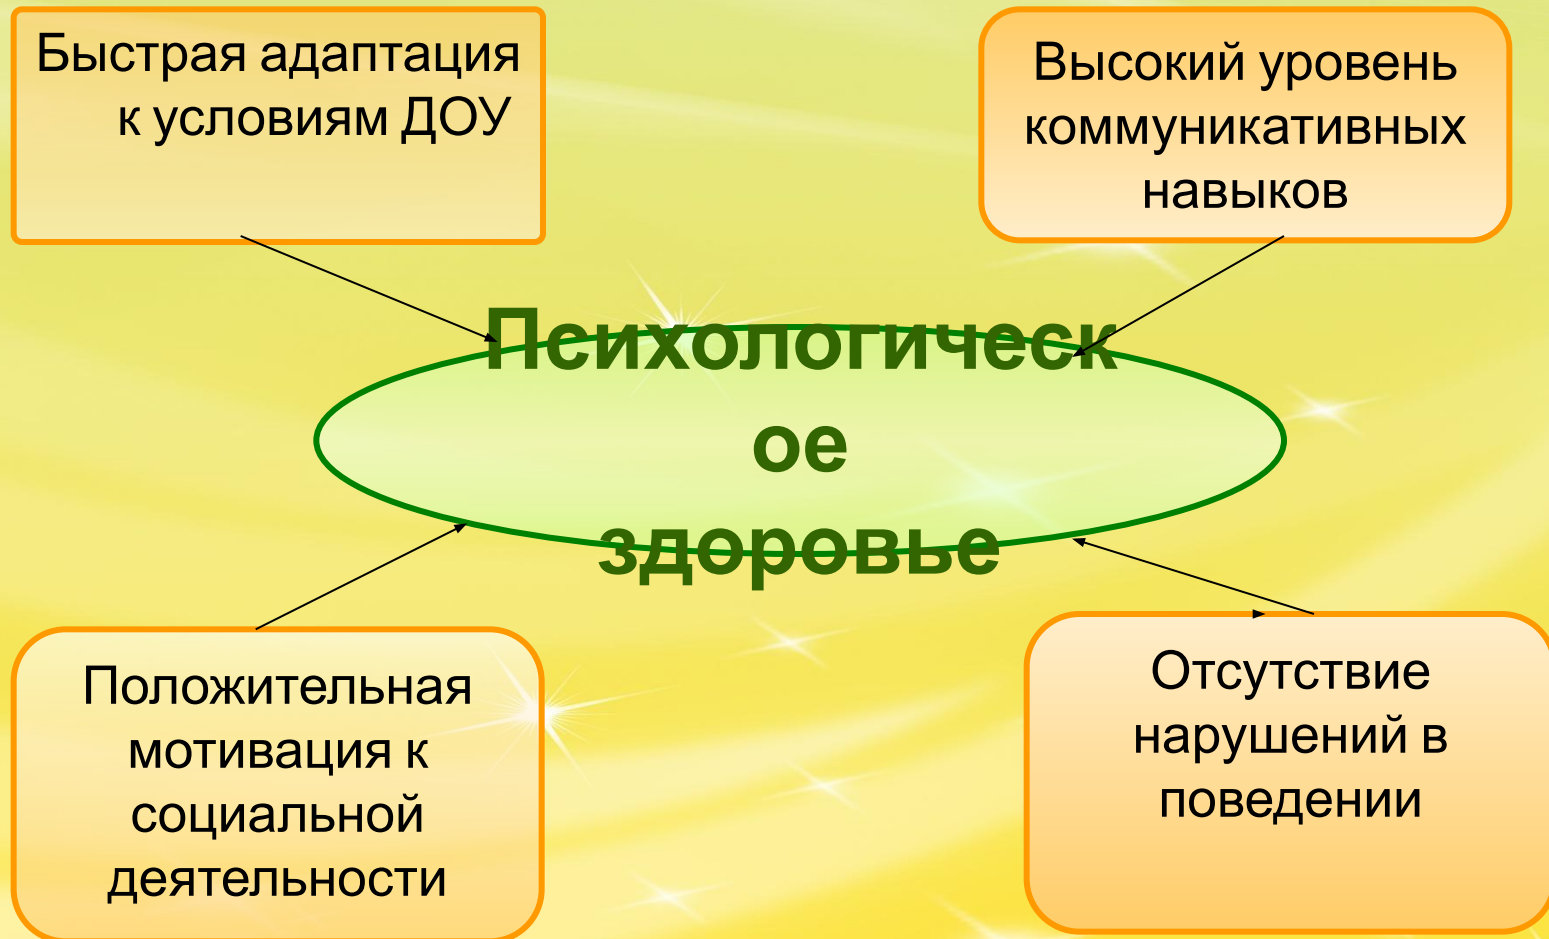 Быстрая адаптация
к условиям ДОУ
Высокий уровень
коммуникативных
навыков
Психологическ
ое
здоровье
Положительная
мотивация к
социальной
деятельности
Отсутствие
нарушений в
поведении